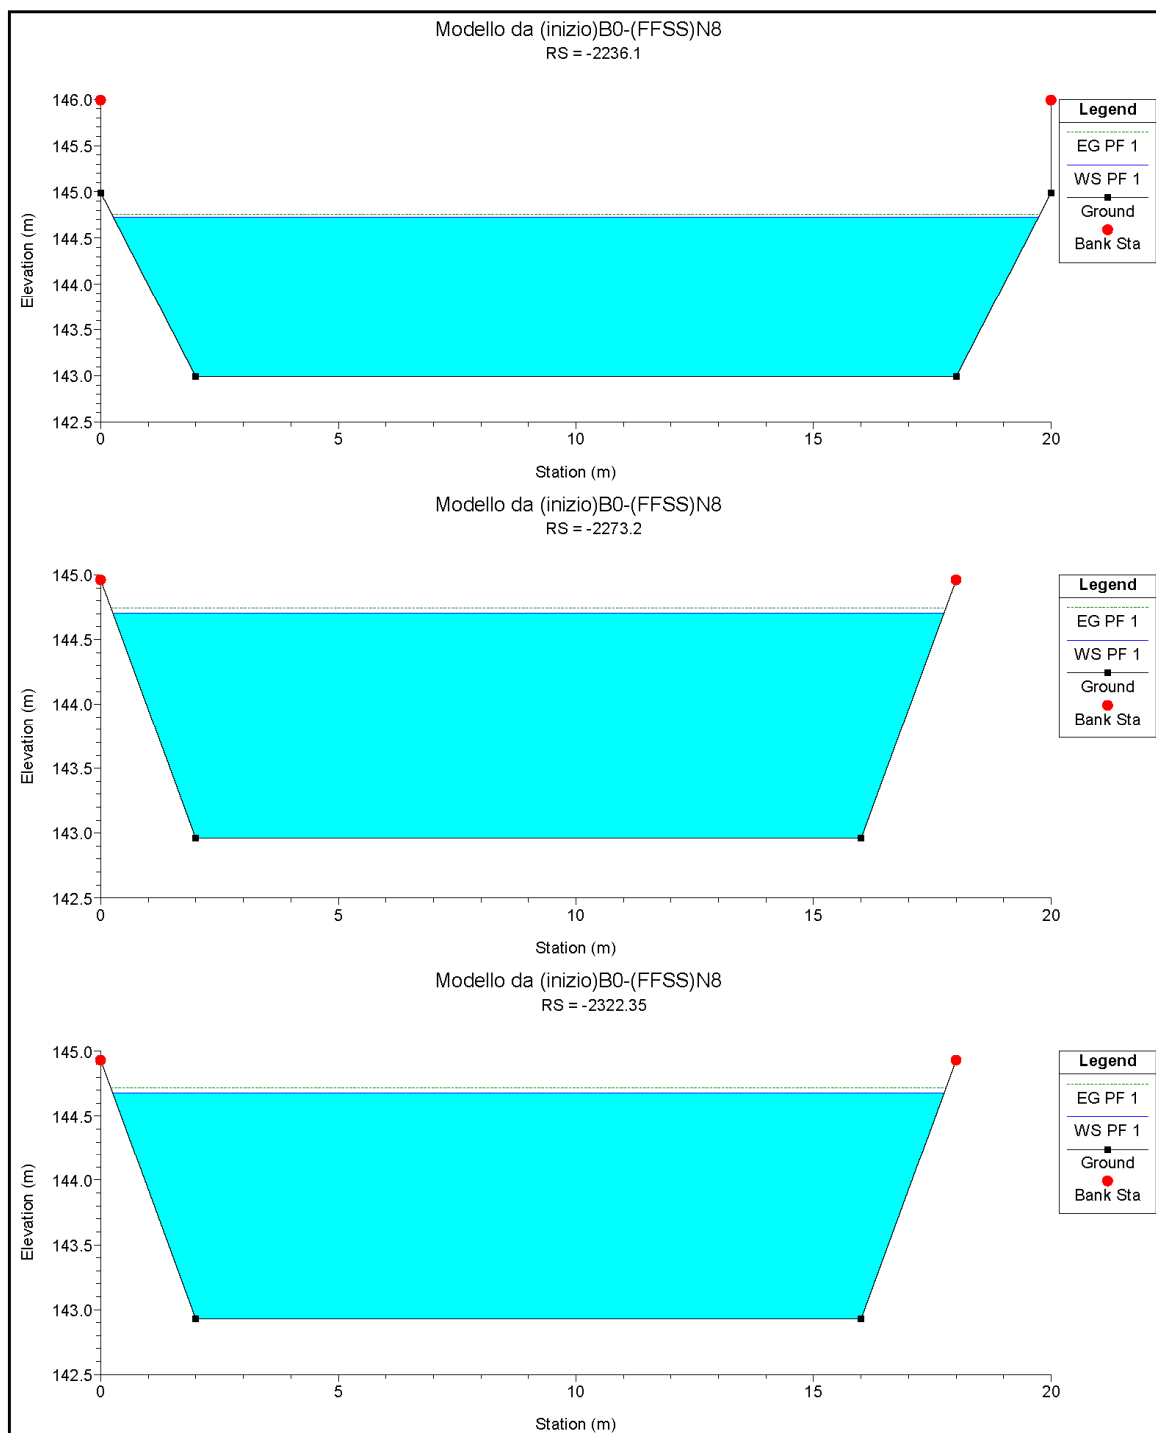 Modello da (inizio)B0-(FFSS)N8
RS = -2236.1
146.0
145.5
145.0
144.5
144.0
143.5
143.0
142.5
Elevation (m)
0 5 10 15 20
Station (m)
Legend
EG PF 1
WS PF 1
Ground
Bank Sta
Modello da (inizio)B0-(FFSS)N8
RS = -2273.2
145.0
144.5
144.0
143.5
143.0
142.5
Elevation (m)
0 5 10 15 20
Station (m)
Legend
EG PF 1
WS PF 1
Ground
Bank Sta
Modello da (inizio)B0-(FFSS)N8
RS = -2322.35
145.0
144.5
144.0
143.5
143.0
142.5
Elevation (m)
0 5 10 15 20
Station (m)
Legend
EG PF 1
WS PF 1
Ground
Bank Sta